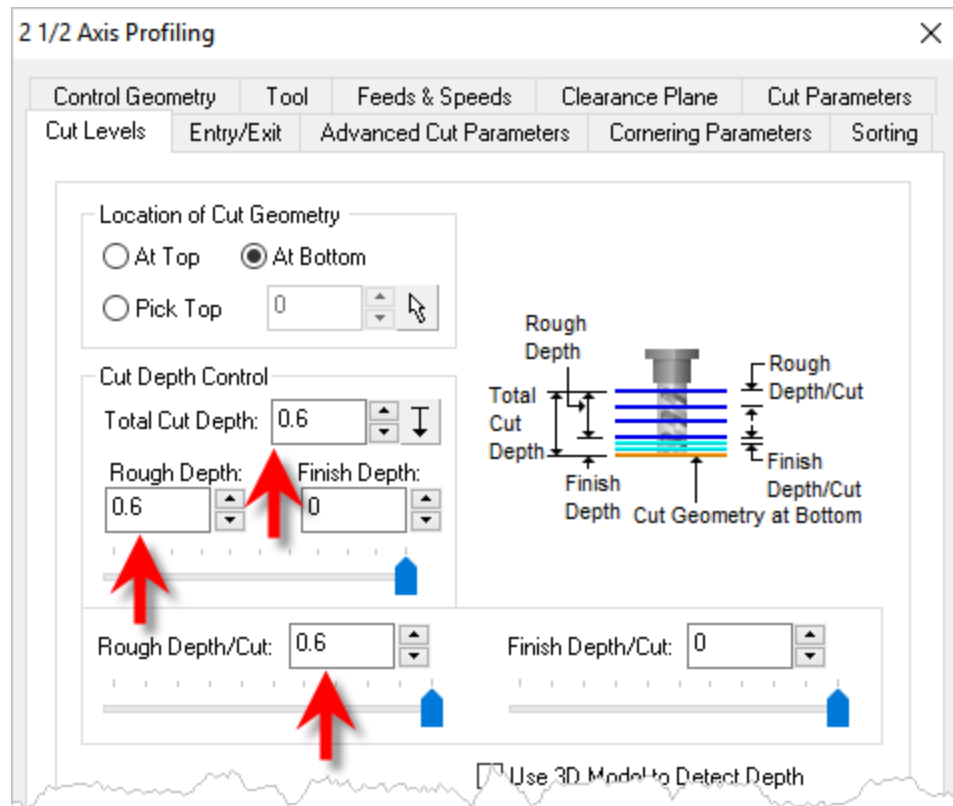 2 1/2 Axis Profiling
Control Geometry Tool Feeds & Speeds Clearance Plane Cut Parameters
Cut Levels Entry/Exit Advanced Cut Parameters Cornering Parameters Sorting
Location of Cut Geometry
At Top At Bottom
Pick Top 0
Cut Depth Control
Total Cut Depth: 0.6
Rough Depth: Finish Depth:
0.6 0
Rough
Depth
Total
Cut
Depth
Rough
Depth/Cut
Finish
Depth
Finish
Depth/Cut
Cut Geometry at Bottom
Rough Depth/Cut: 0.6 Finish Depth/Cut: 0
Use 3D Model to Detect Depth